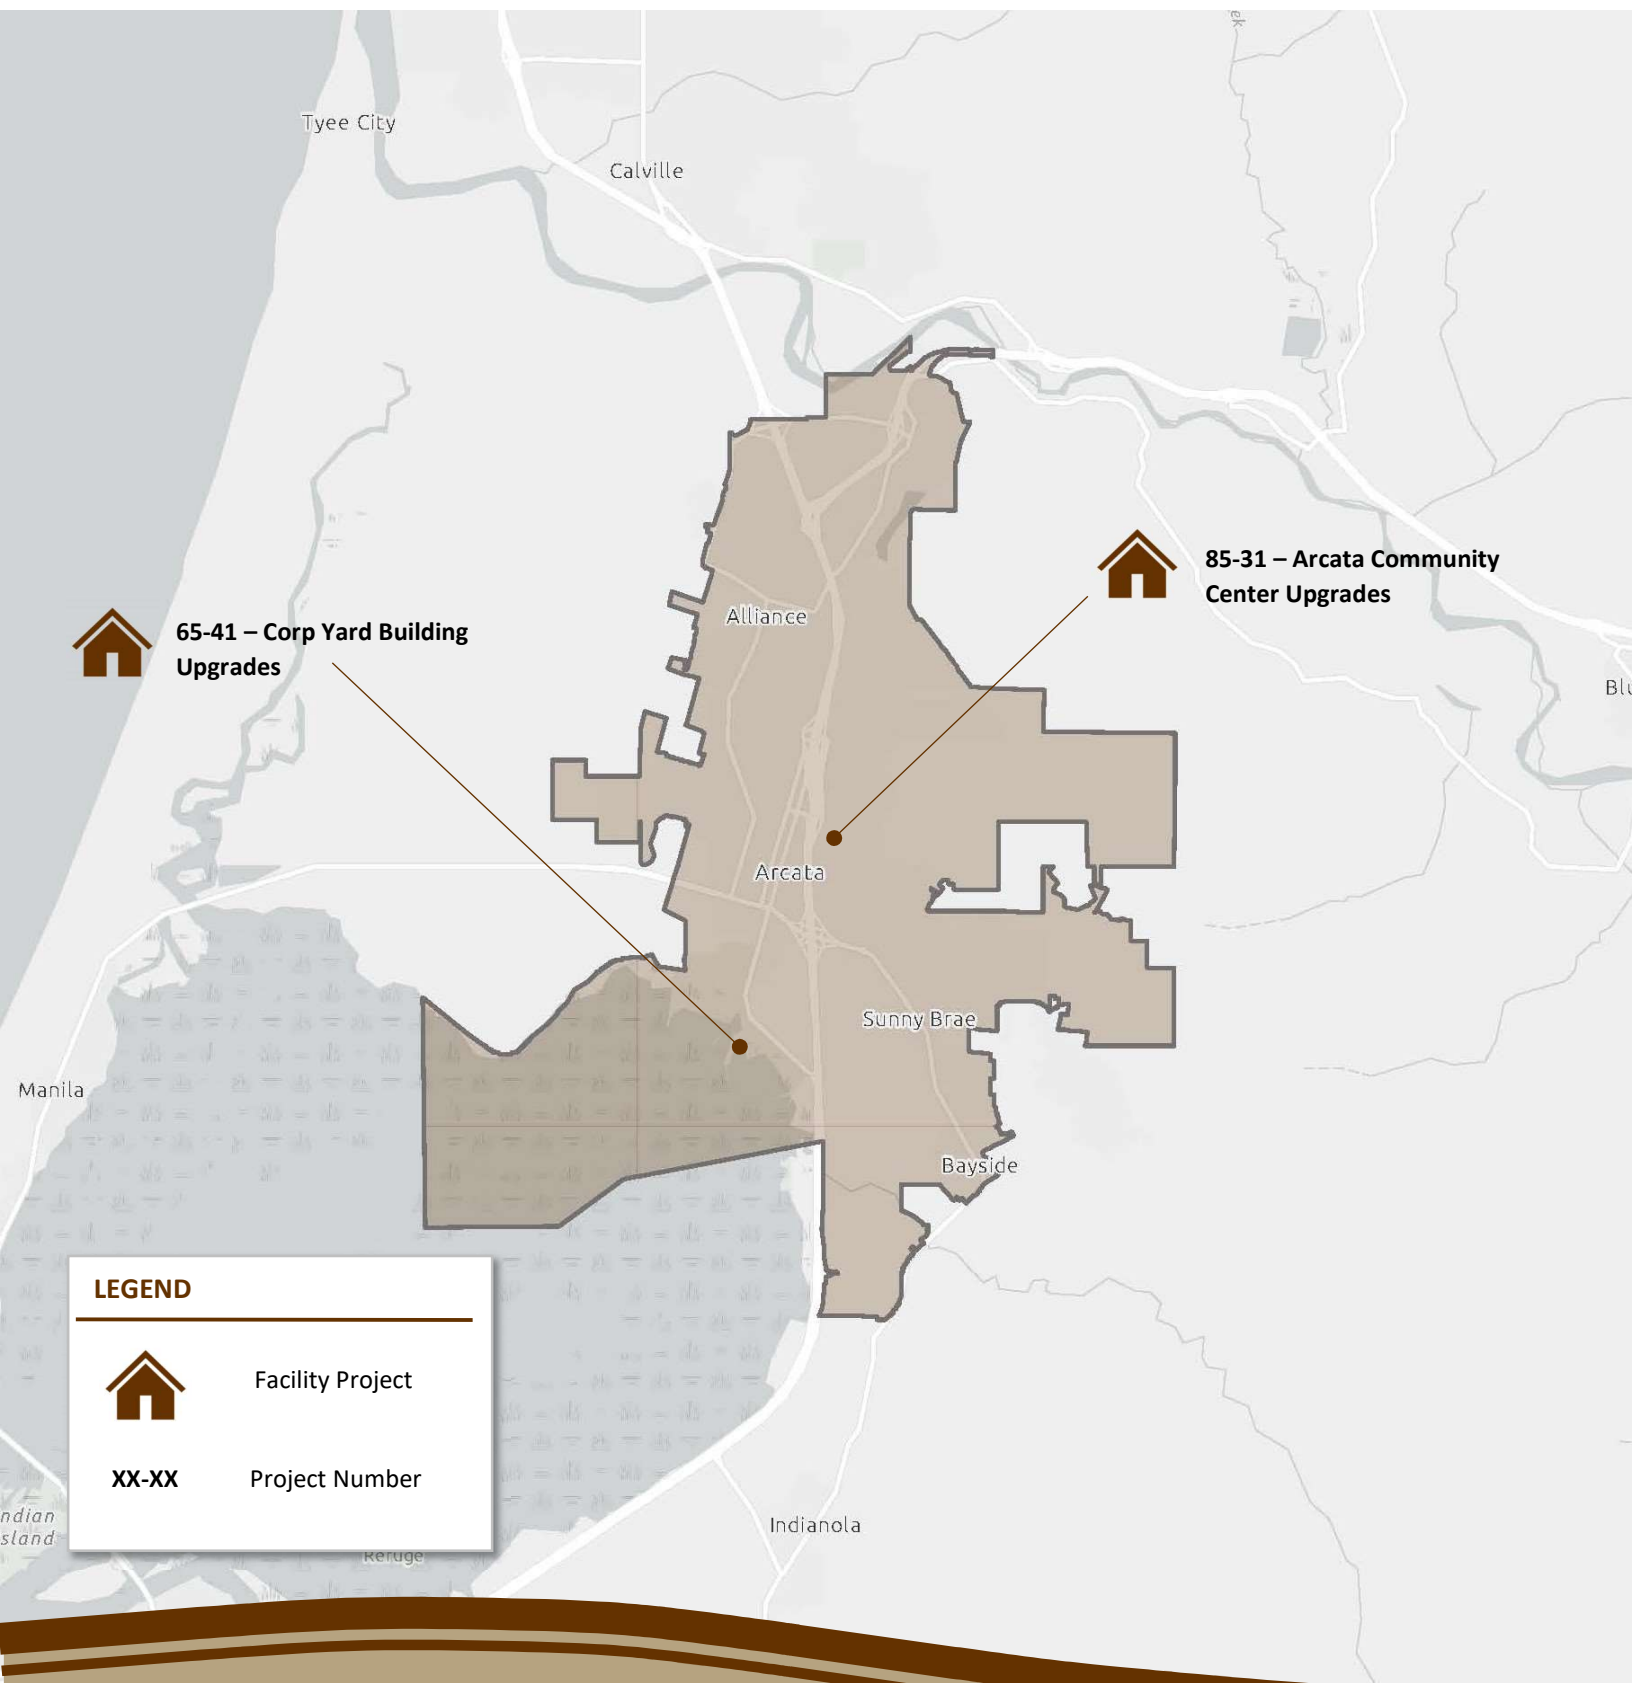 Tyee City
Calville
85-31 – Arcata Community
Center Upgrades
Alliance
65-41 – Corp Yard Building
Upgrades
Arcata
Sunny Brae
Manila
Bayside
LEGEND
Facility Project
XX-XX Project Number
Indianola
Refuge